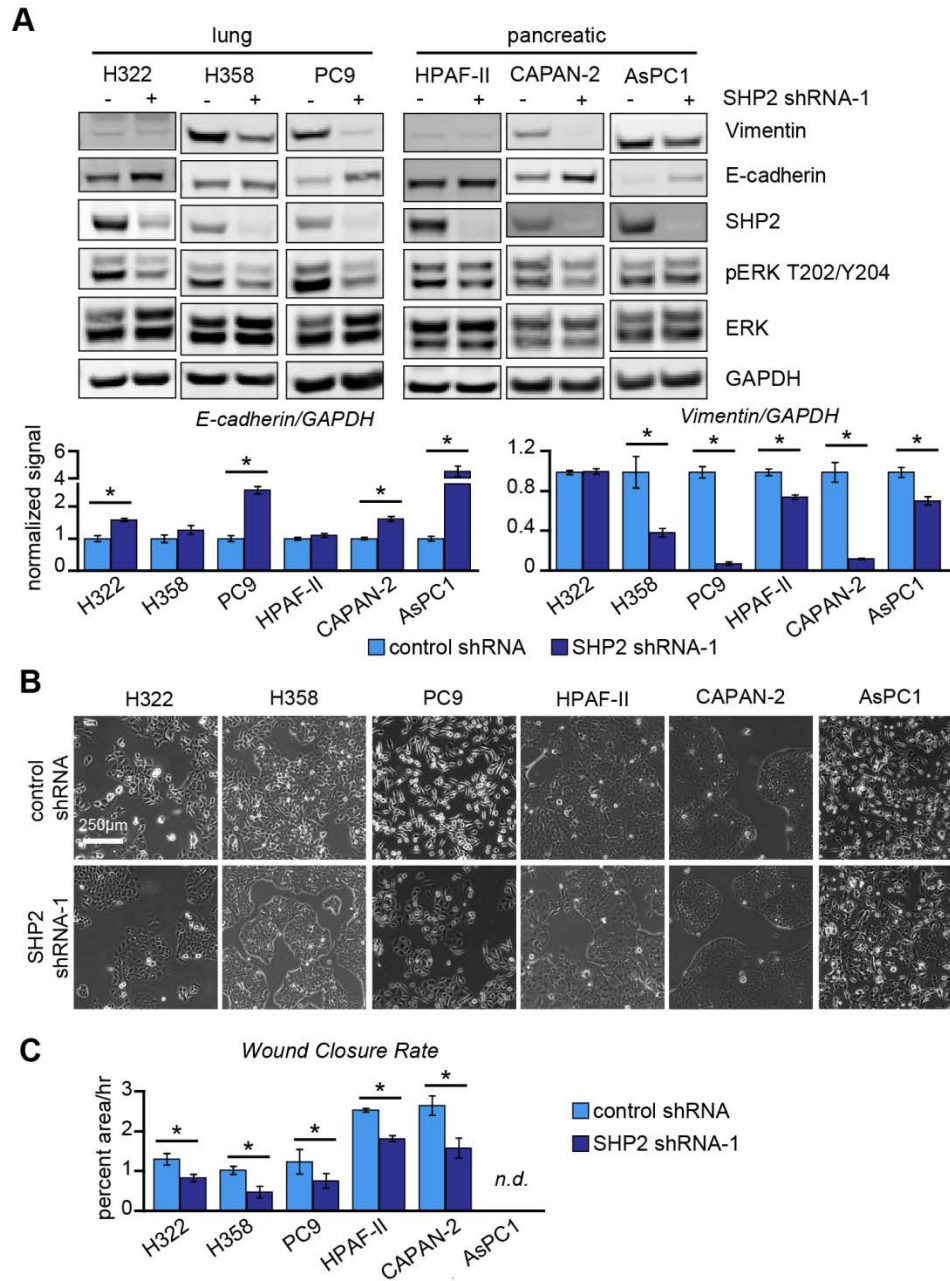 A
lung pancreatic
H322 H358 PC9 HPAF-II CAPAN-2 AsPC1
- + - + - + - + - + - + SHP2 shRNA-1
Vimentin
E-cadherin
SHP2
pERK T202/Y204
ERK
GAPDH
E-cadherin/GAPDH Vimentin/GAPDH
normalized signal
6
4
2
1
0
* * * *
H322 H358 PC9 HPAF-II CAPAN-2 AsPC1
1.2
0.8
0.4
0
* * * * *
H322 H358 PC9 HPAF-II CAPAN-2 AsPC1
control shRNA SHP2 shRNA-1
B
H322 H358 PC9 HPAF-II CAPAN-2 AsPC1
control
shRNA
250µm
SHP2
shRNA-1
C
Wound Closure Rate
percent area/hr
3
2
1
0
* * * * *
n.d.
H322 H358 PC9 HPAF-II CAPAN-2 AsPC1
control shRNA
SHP2 shRNA-1